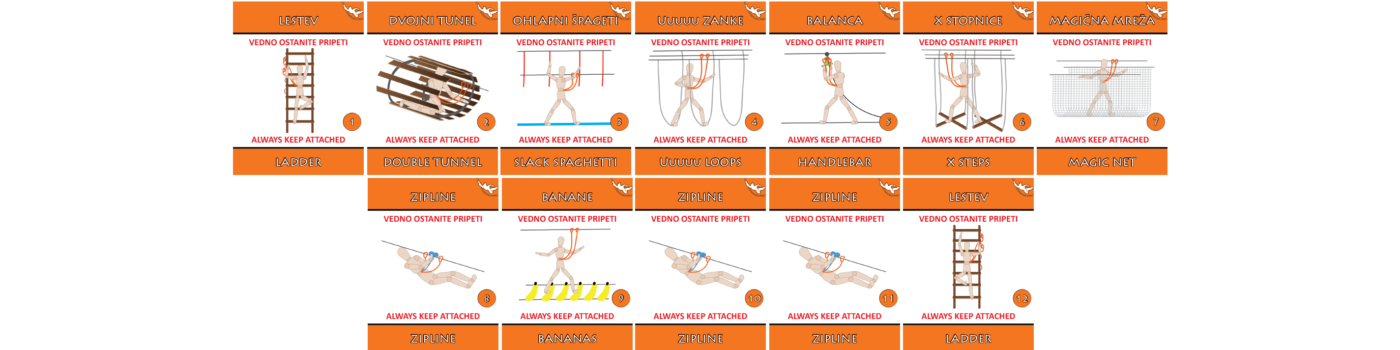 LESTEV
VEDNO OSTANITE PRIPETI
1
ALWAYS KEEP ATTACHED
LADDER
DVOJNI TUNEL
VEDNO OSTANITE PRIPETI
2
ALWAYS KEEP ATTACHED
DOUBLE TUNNEL
OHLAPNI ŠPAGETI
VEDNO OSTANITE PRIPETI
3
ALWAYS KEEP ATTACHED
SLACK SPAGHETTI
UUUUU ZANKE
VEDNO OSTANITE PRIPETI
4
ALWAYS KEEP ATTACHED
UUUUU LOOPS
BALANCA
VEDNO OSTANITE PRIPETI
5
ALWAYS KEEP ATTACHED
HANDLEBAR
X STOPNICE
VEDNO OSTANITE PRIPETI
6
ALWAYS KEEP ATTACHED
X STEPS
MAGIČNA MREŽA
VEDNO OSTANITE PRIPETI
7
ALWAYS KEEP ATTACHED
MAGIC NET
ZIPLINE
VEDNO OSTANITE PRIPETI
8
ALWAYS KEEP ATTACHED
ZIPLINE
BANANE
VEDNO OSTANITE PRIPETI
9
ALWAYS KEEP ATTACHED
BANANAS
ZIPLINE
VEDNO OSTANITE PRIPETI
10
ALWAYS KEEP ATTACHED
ZIPLINE
ZIPLINE
VEDNO OSTANITE PRIPETI
11
ALWAYS KEEP ATTACHED
ZIPLINE
LESTEV
VEDNO OSTANITE PRIPETI
12
ALWAYS KEEP ATTACHED
LADDER